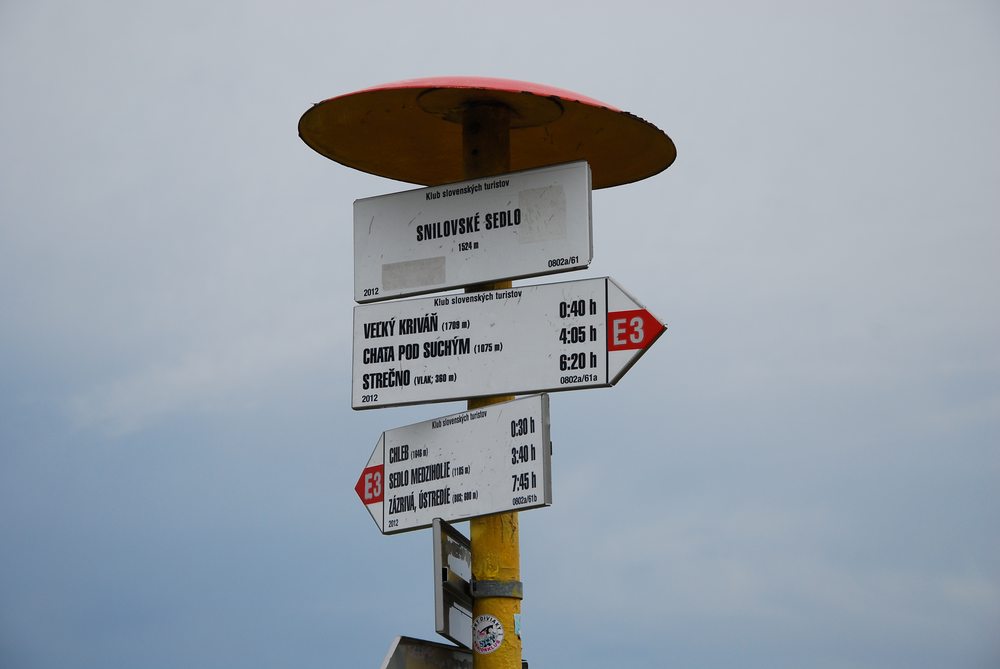 Klub slovenských turistov
SNILOVSKÉ SEDLO
1524 m
2012 0802a/61
Klub slovenských turistov
VEĽKÝ KRIVÁŇ (1709 m) 0:40 h
CHATA POD SUCHÝM (1075 m) 4:05 h
STREČNO (VLAK; 360 m) 6:20 h
2012 0802a/61a
E3
Klub slovenských turistov
CHLEB (1646 m) 0:30 h
SEDLO MEDZIHOLIE (1185 m) 3:40 h
ZÁZRIVÁ, ÚSTREDIE (BUS; 600 m) 7:45 h
2012 0802a/61b
E3